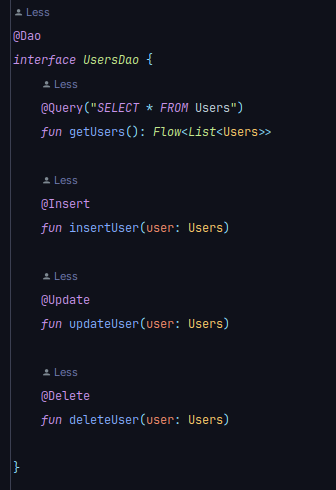 Less
@Dao
interface UsersDao {
Less
@Query("SELECT * FROM Users")
fun getUsers(): Flow<List<Users>>
Less
@Insert
fun insertUser(user: Users)
Less
@Update
fun updateUser(user: Users)
Less
@Delete
fun deleteUser(user: Users)
}